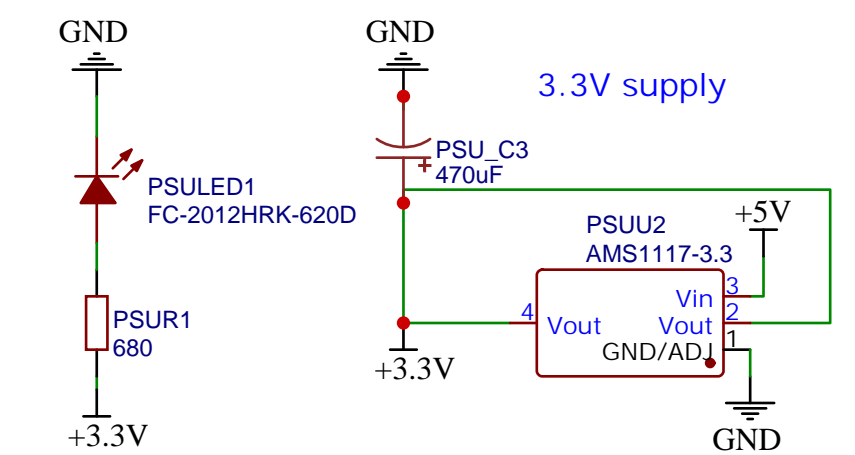 GND
GND
3.3V supply
PSU_C3
470uF
PSULED1
FC-2012HRK-620D
+5V
PSUU2
AMS1117-3.3
3
Vin
4
Vout
Vout
2
GND/ADJ
1
PSUR1
680
+3.3V
+3.3V
GND